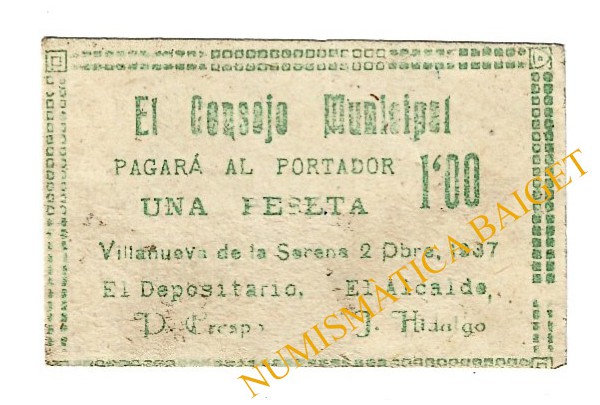 El Consejo Municipal
PAGARÁ AL PORTADOR 1'00
UNA PESETA
Villanueva de la Serena 2 Dbre, 1937
El Depositario, El Alcalde,
P. Crespo J. Hidalgo
NUMISMATICA BAIGET